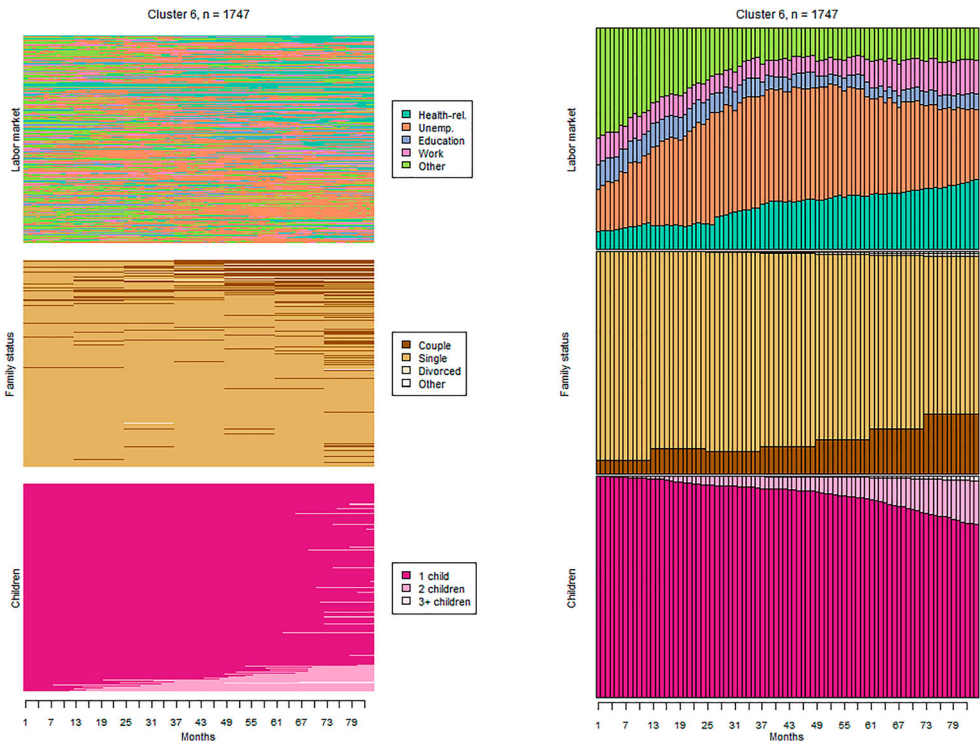 Cluster 6, n = 1747
Labor market
Health-rel.
Unemp.
Education
Work
Other
Family status
Couple
Single
Divorced
Other
Children
1 child
2 children
3+ children
1 7 13 19 25 31 37 43 49 55 61 67 73 79
Months
Cluster 6, n = 1747
Labor market
Family status
Children
1 7 13 19 25 31 37 43 49 55 61 67 73 79
Months